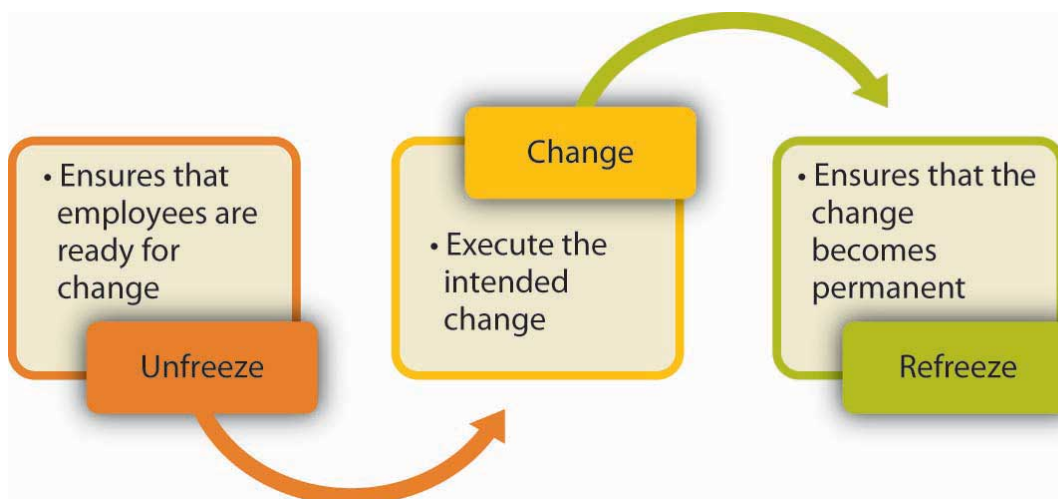 • Ensures that
employees are
ready for
change
Unfreeze
Change
• Execute the
intended
change
• Ensures that the
change
becomes
permanent
Refreeze